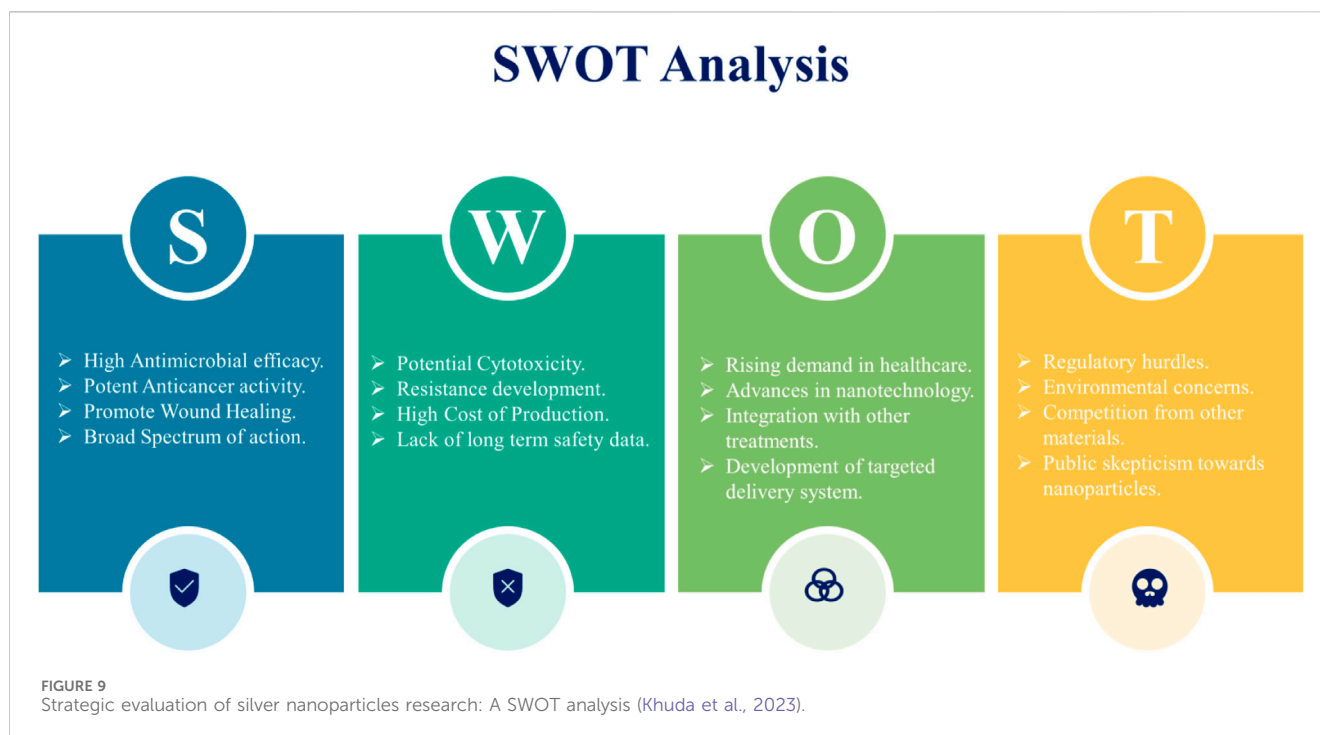 SWOT Analysis
S
➢ High Antimicrobial efficacy.
➢ Potent Anticancer activity.
➢ Promote Wound Healing.
➢ Broad Spectrum of action.
W
➢ Potential Cytotoxicity.
➢ Resistance development.
➢ High Cost of Production.
➢ Lack of long term safety data.
O
➢ Rising demand in healthcare.
➢ Advances in nanotechnology.
➢ Integration with other
treatments.
➢ Development of targeted
delivery system.
T
➢ Regulatory hurdles.
➢ Environmental concerns.
➢ Competition from other
materials.
➢ Public skepticism towards
nanoparticles.
FIGURE 9
Strategic evaluation of silver nanoparticles research: A SWOT analysis (Khuda et al., 2023).